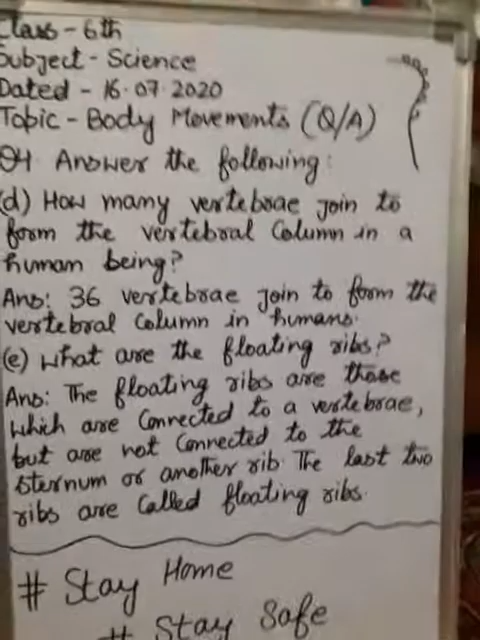 Class - 6th
Subject - Science
Dated - 16.07.2020
Topic - Body Movements (Q/A)
Q4 Answer the following:
(d) How many vertebrae join to
form the vertebral Column in a
human being?
Ans: 36 vertebrae join to form the
vertebral Column in humans.
(e) What are the floating ribs?
Ans: The floating ribs are those
which are Connected to a vertebrae,
but are not Connected to the
sternum or another rib. The last two
ribs are Called floating ribs.
# Stay Home
# Stay Safe